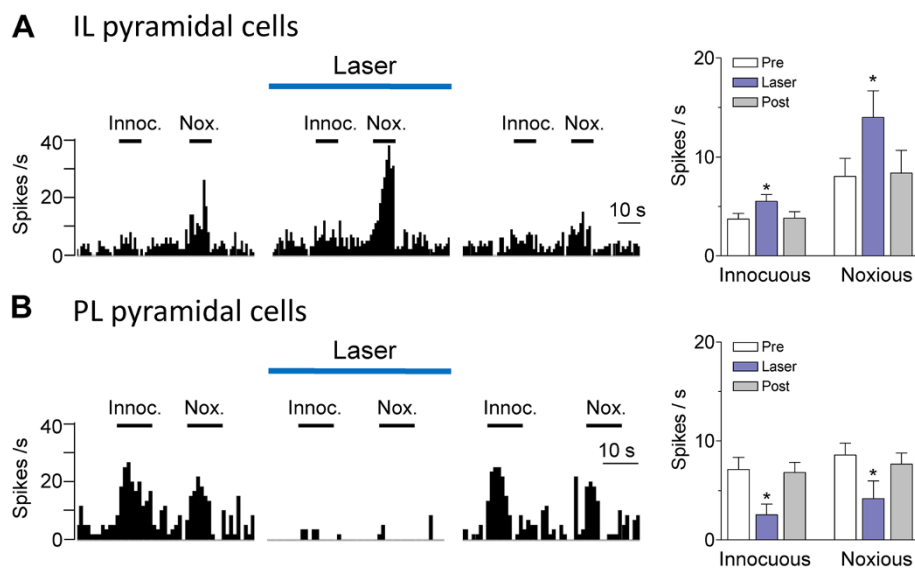 A IL pyramidal cells
Laser
Innoc. Nox. Innoc. Nox. Innoc. Nox.
Spikes /s
40
20
0
10 s
Spikes / s
20
10
0
Pre
Laser
Post
*
*
Innocuous Noxious
B PL pyramidal cells
Laser
Innoc. Nox. Innoc. Nox. Innoc. Nox.
Spikes /s
40
20
0
10 s
Spikes / s
20
10
0
Pre
Laser
Post
*
*
Innocuous Noxious